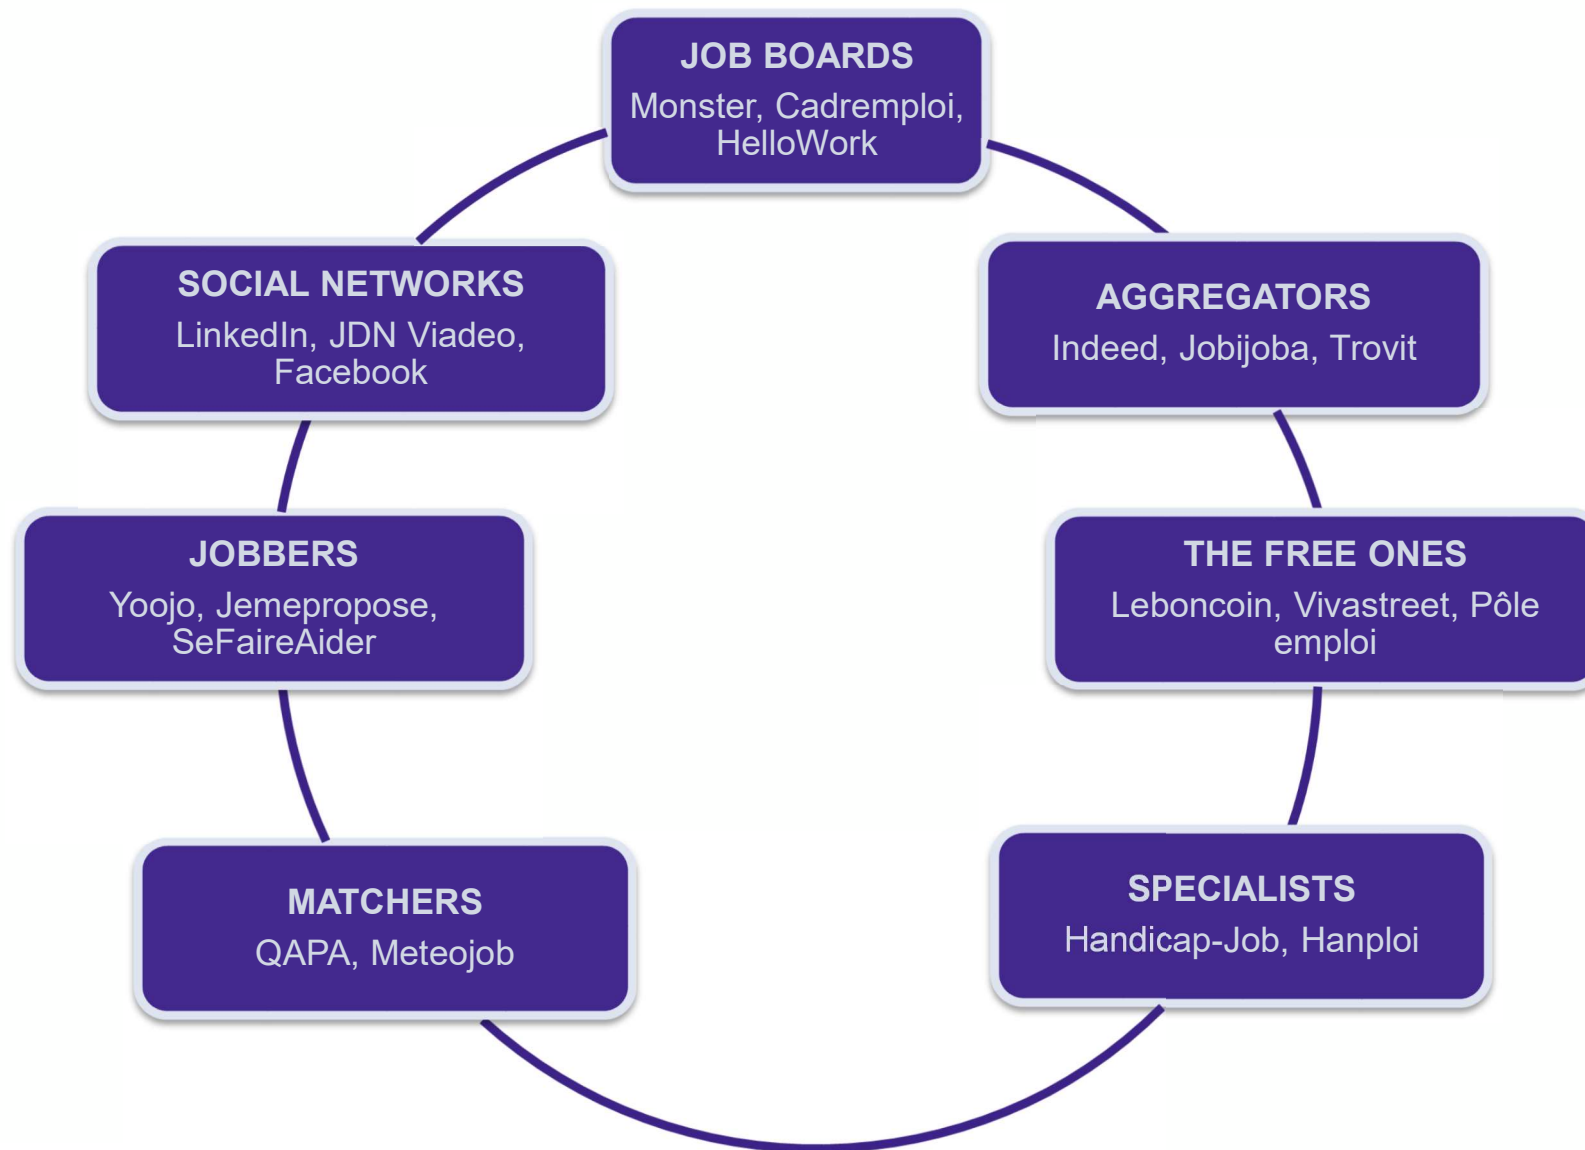 JOB BOARDS
Monster, Cadremploi,
HelloWork
SOCIAL NETWORKS
LinkedIn, JDN Viadeo,
Facebook
AGGREGATORS
Indeed, Jobijoba, Trovit
JOBBERS
Yoojo, Jemepropose,
SeFaireAider
THE FREE ONES
Leboncoin, Vivastreet, Pôle
emploi
MATCHERS
QAPA, Meteojob
SPECIALISTS
Handicap-Job, Hanploi